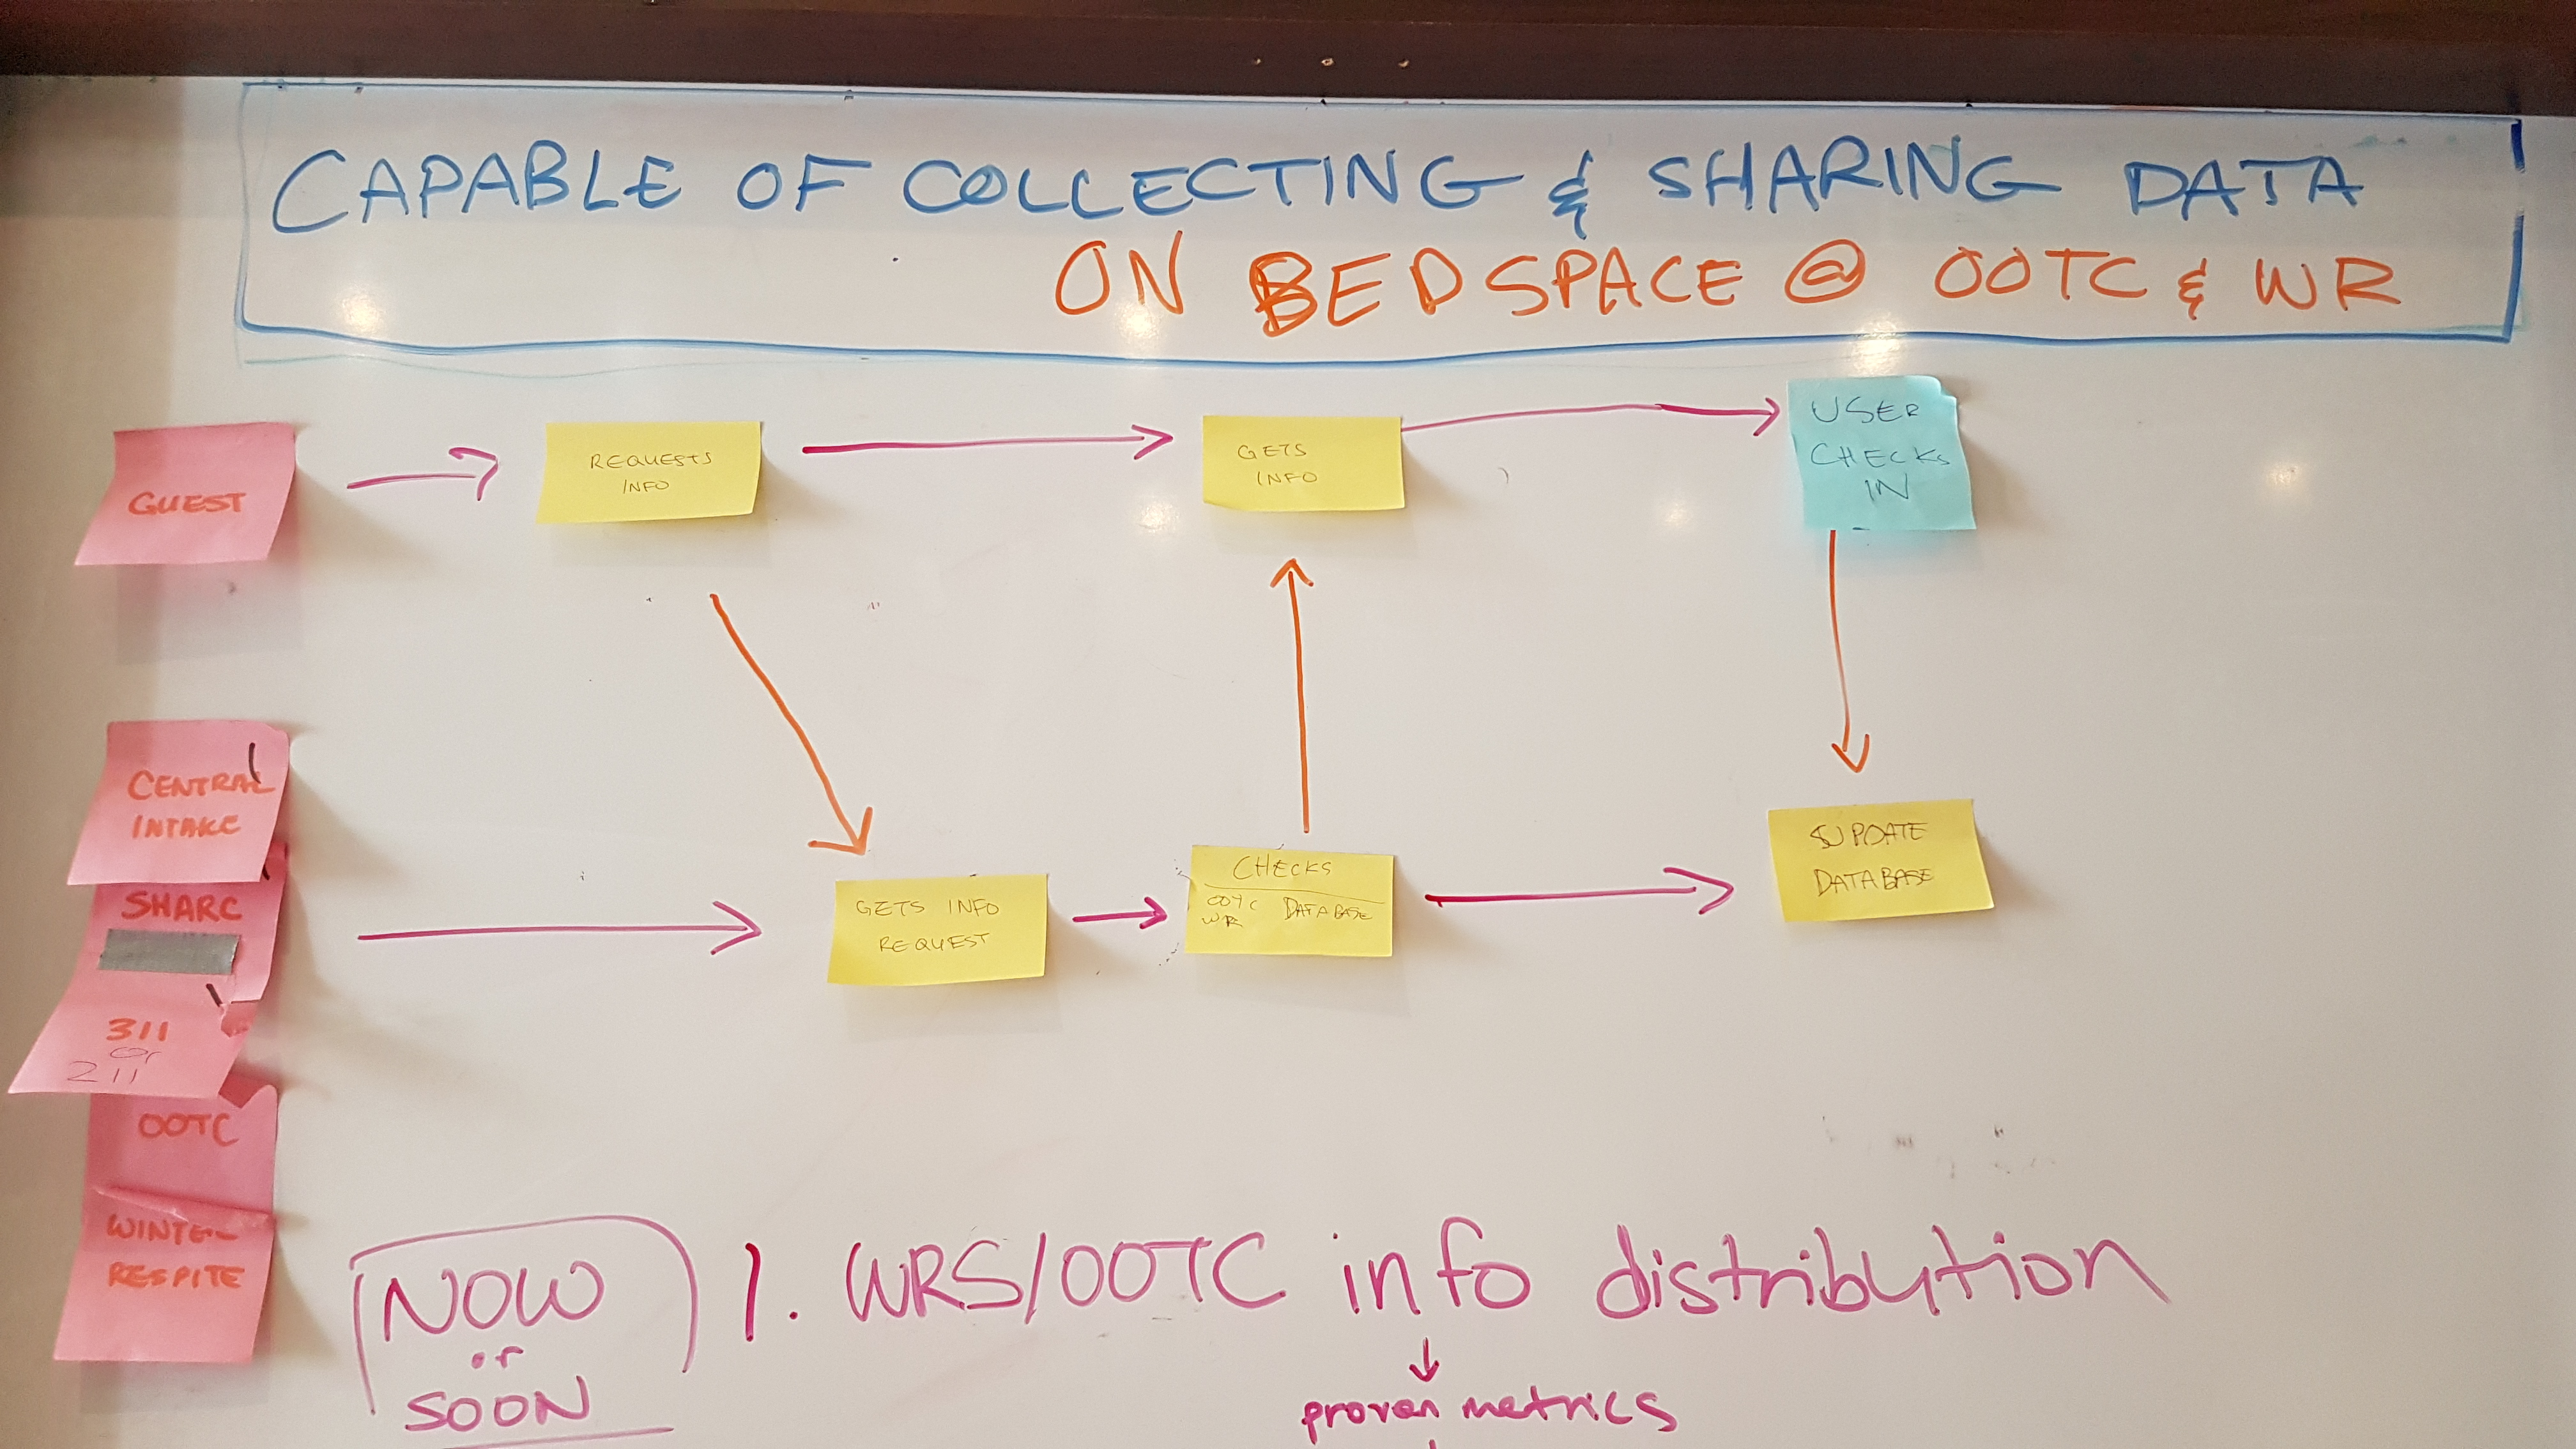 CAPABLE OF COLLECTING & SHARING DATA
ON BEDSPACE @ OOTC & WR
GUEST
REQUESTS
INFO
GETS
INFO
USER
CHECKS
IN
CENTRAL
INTAKE
SHARC
311
or
211
OOTC
WINTER
RESPITE
GETS INFO
REQUEST
CHECKS
OOTC
WR
DATABASE
UPDATE
DATABASE
NOW
or
SOON
1. WRS/OOTC info distribution
proven metrics